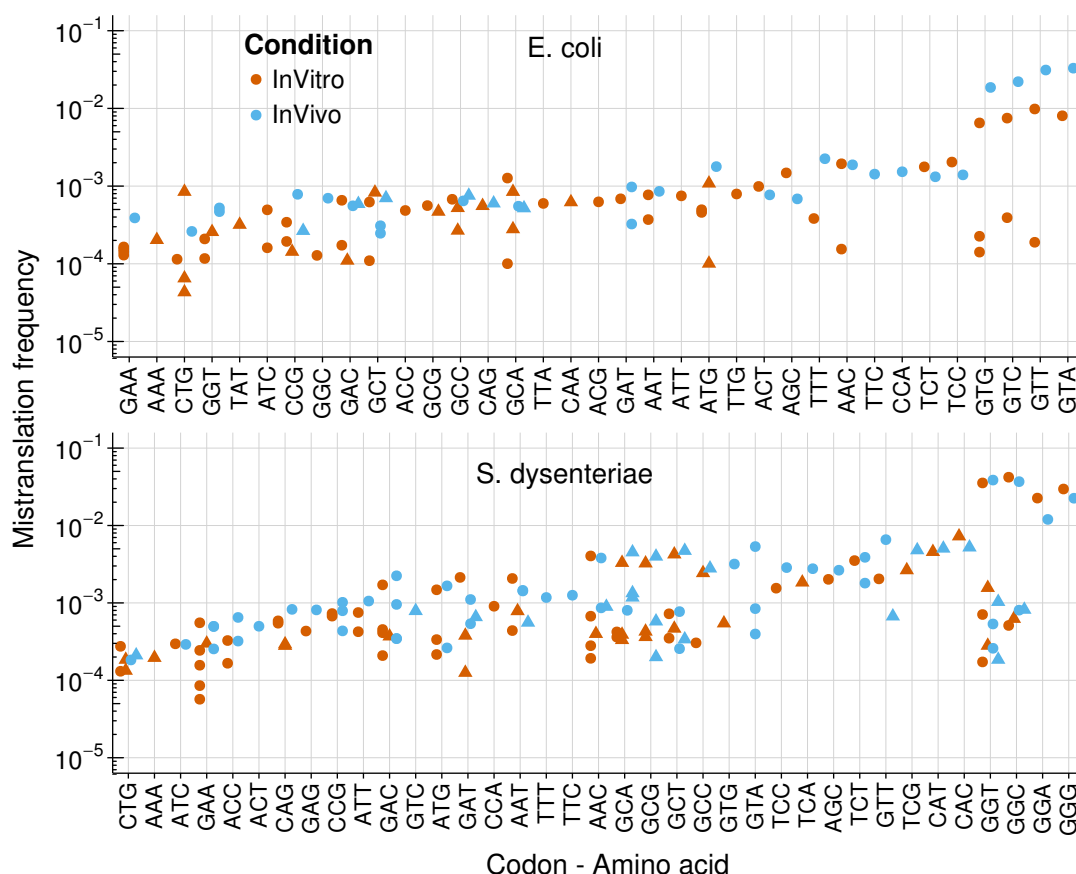 Mistranslation frequency
Condition
InVitro
InVivo
E. coli
10−1
10−2
10−3
10−4
10−5
GAA AAA CTG GGT TAT ATC CCG GGC GAC GCT ACC GCG GCC CAG GCA TTA CAA ACG GAT AAT ATT ATG TTG ACT AGC TTT AAC TTC CCA TCT TCC GTG GTC GTT GTA
S. dysenteriae
10−1
10−2
10−3
10−4
10−5
CTG AAA ATC GAA ACC ACT CAG GAG CCG ATT GAC GTC ATG GAT CCA AAT TTT TTC AAC GCA GCG GCT GCC GTG GTA TCC TCA AGC TCT GTT TCG CAT CAC GGT GGC GGA GGG
Codon - Amino acid